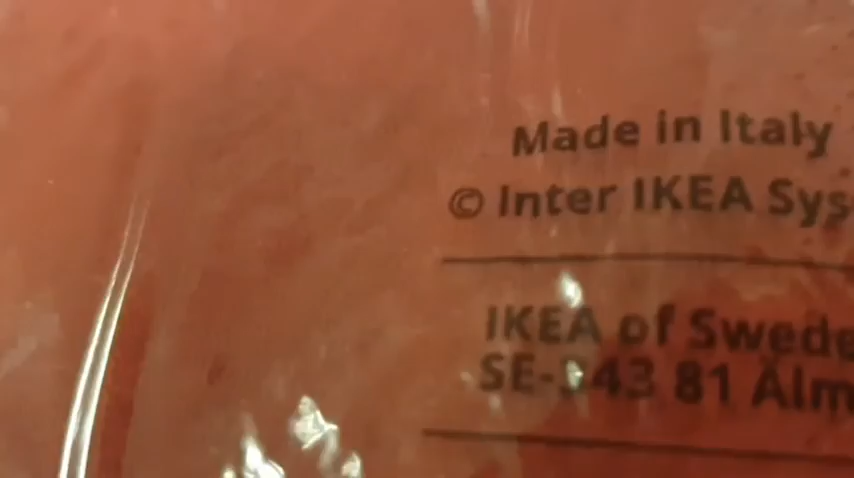 Made in Italy
© Inter IKEA Sys
IKEA of Swede
SE-343 81 Älm